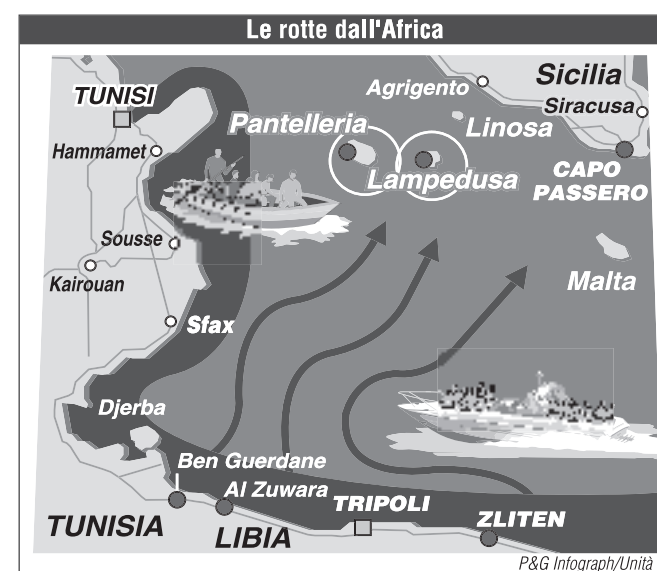 Le rotte dall'Africa
Sicilia
Agrigento
TUNISI
Siracusa
Pantelleria
Linosa
Hammamet
CAPO
PASSERO
Lampedusa
Sousse
Kairouan
Malta
Sfax
Djerba
Ben Guerdane
Al Zuwara
TRIPOLI
ZLITEN
TUNISIA
LIBIA
P&G Infograph/Unità